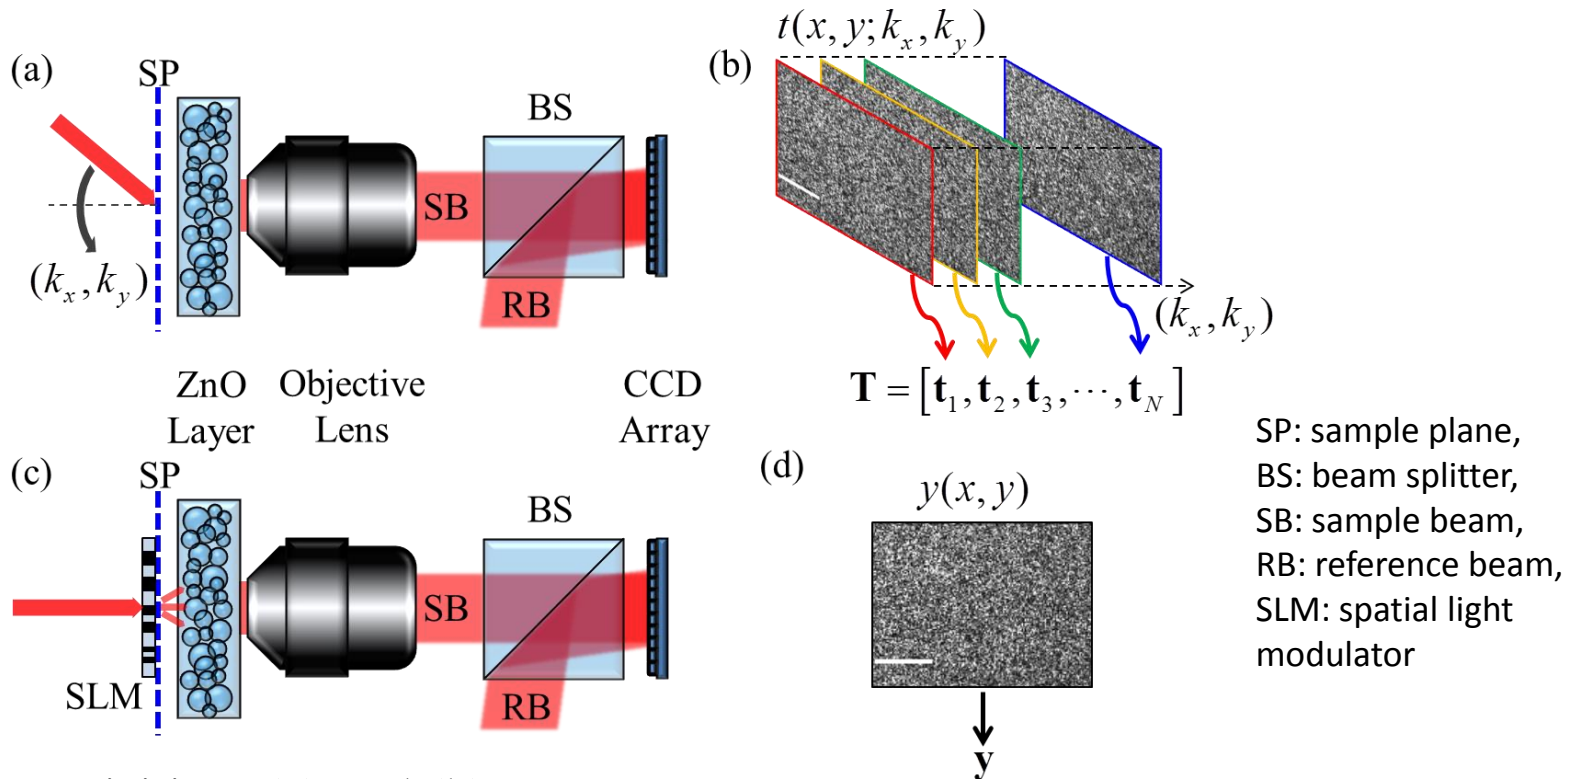 (a)
SP
BS
SB
RB
(k_x, k_y)
ZnO Layer
Objective Lens
CCD Array
(b)
t(x, y; k_x, k_y)
(k_x, k_y)
T = [t_1, t_2, t_3, ⋯, t_N]
(c)
SP
BS
SB
RB
SLM
(d)
y(x, y)
y
SP: sample plane,
BS: beam splitter,
SB: sample beam,
RB: reference beam,
SLM: spatial light
modulator